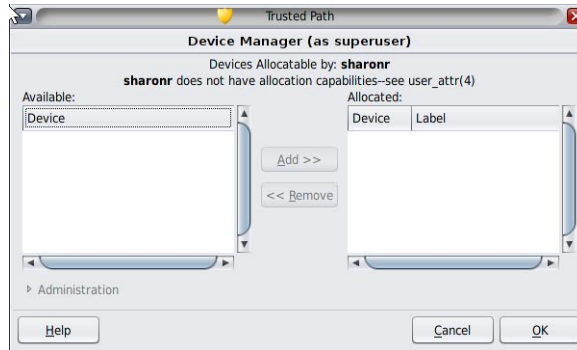 Trusted Path
Device Manager (as superuser)
Devices Allocatable by: sharonr
sharonr does not have allocation capabilities--see user_attr(4)
Available:
Allocated:
Device
Device Label
Add >>
<< Remove
Administration
Help
Cancel
OK